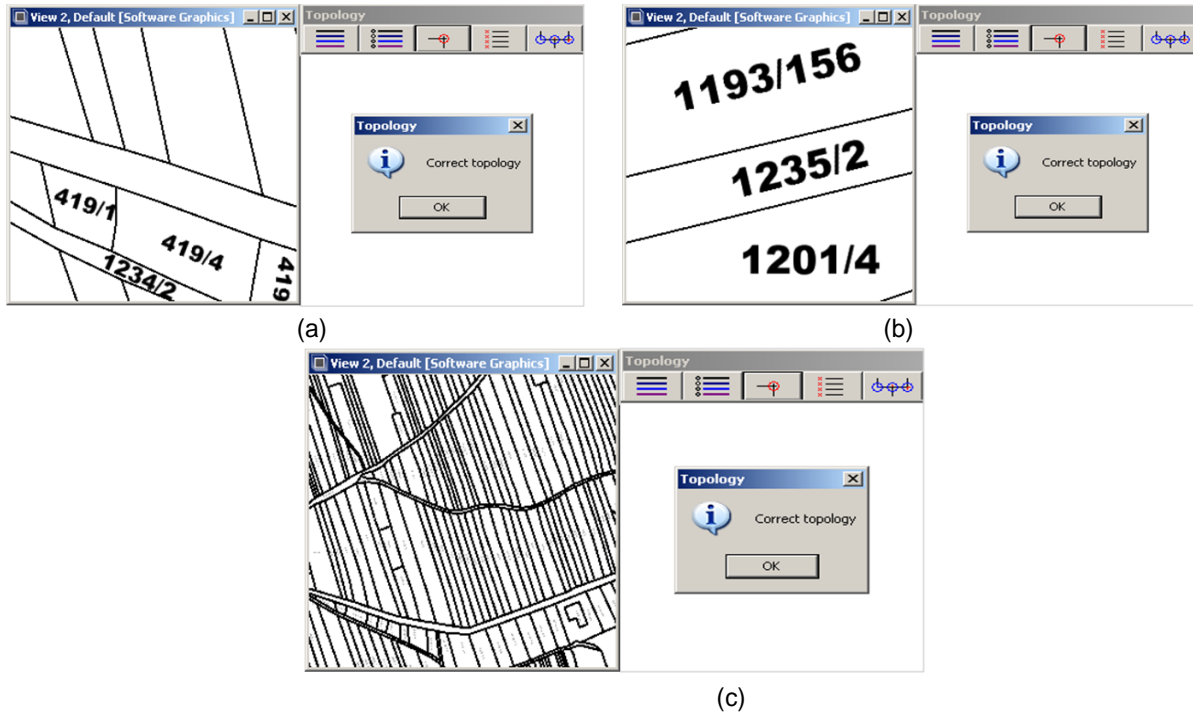 View 2, Default [Software Graphics]
Topology
Topology
Correct topology
OK
419/1
419/4
1234/2
419
(a)
View 2, Default [Software Graphics]
Topology
Topology
Correct topology
OK
1193/156
1235/2
1201/4
(b)
View 2, Default [Software Graphics]
Topology
Topology
Correct topology
OK
(c)